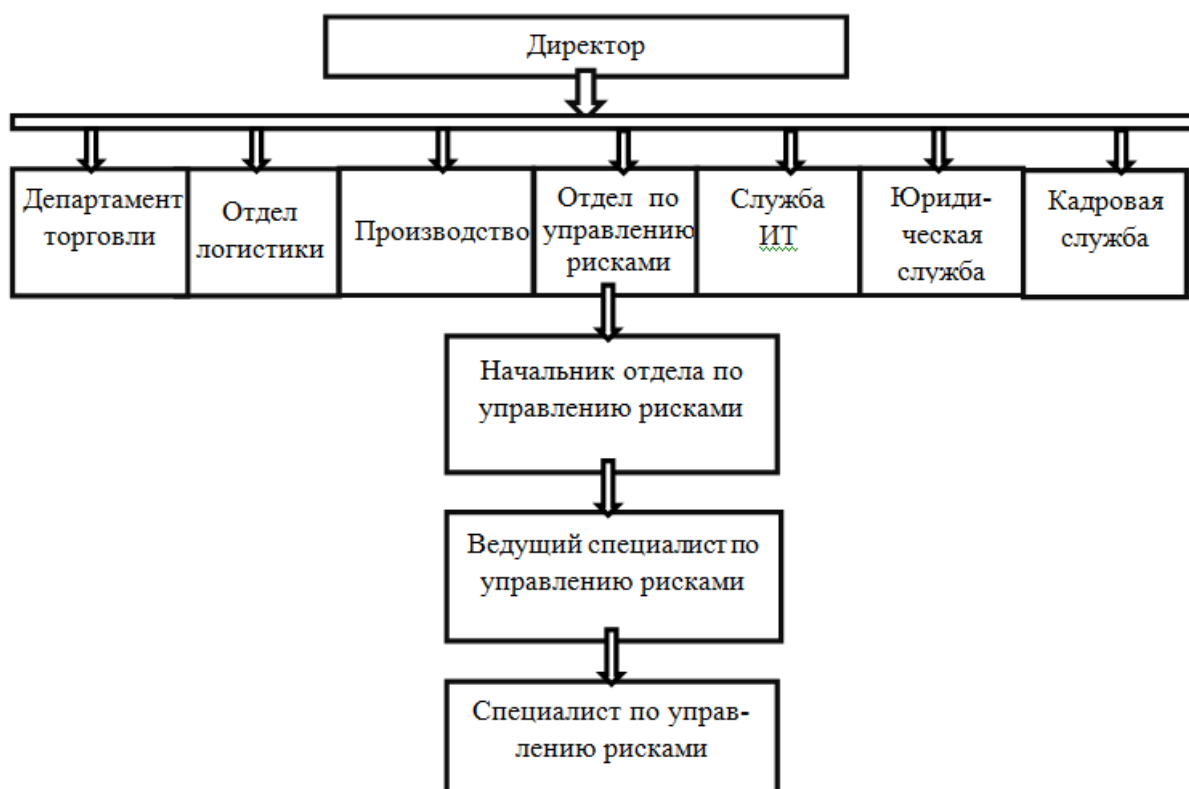 Директор
Департамент
торговли
Отдел
логистики
Производство
Отдел по
управлению
рисками
Служба
ИТ
Юриди-
ческая
служба
Кадровая
служба
Начальник отдела по
управлению рисками
Ведущий специалист по
управлению рисками
Специалист по управ-
лению рисками